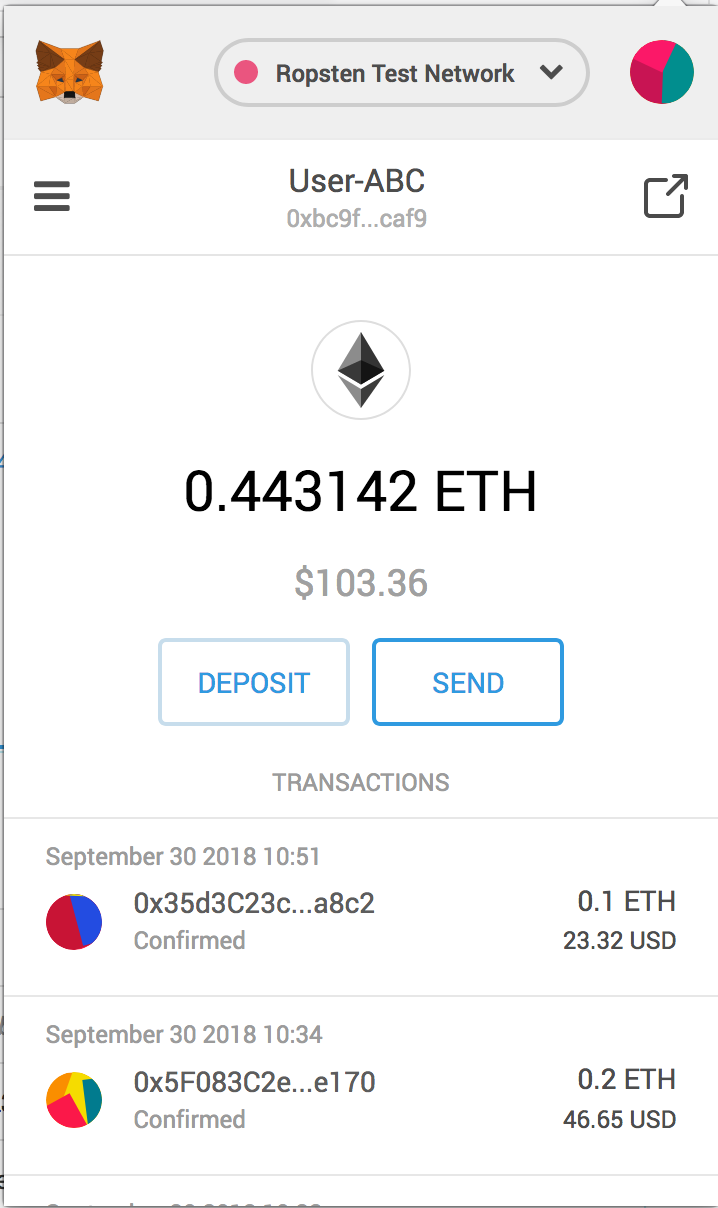 Ropsten Test Network
User-ABC
0xbc9f...caf9
0.443142 ETH
$103.36
DEPOSIT
SEND
TRANSACTIONS
September 30 2018 10:51
0x35d3C23c...a8c2
0.1 ETH
Confirmed
23.32 USD
September 30 2018 10:34
0x5F083C2e...e170
0.2 ETH
Confirmed
46.65 USD